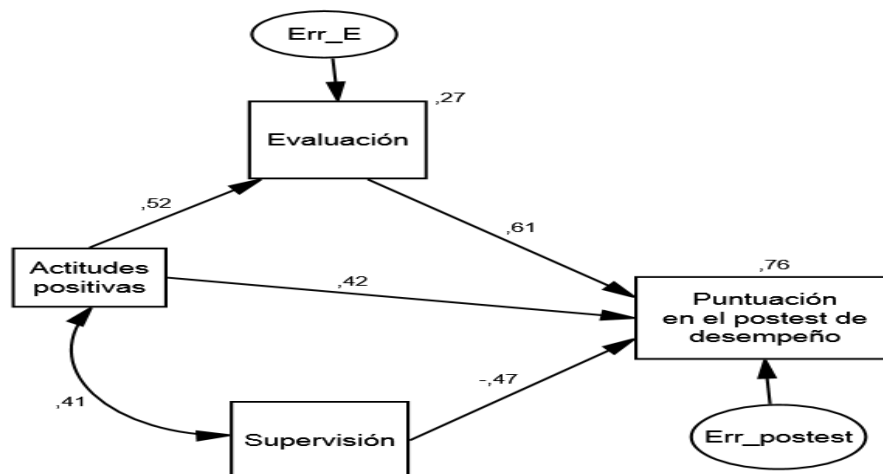 Err_E
,27
Evaluación
,52
,61
Actitudes
positivas
,42
,76
Puntuación
en el postest de
desempeño
-,47
,41
Supervisión
Err_postest